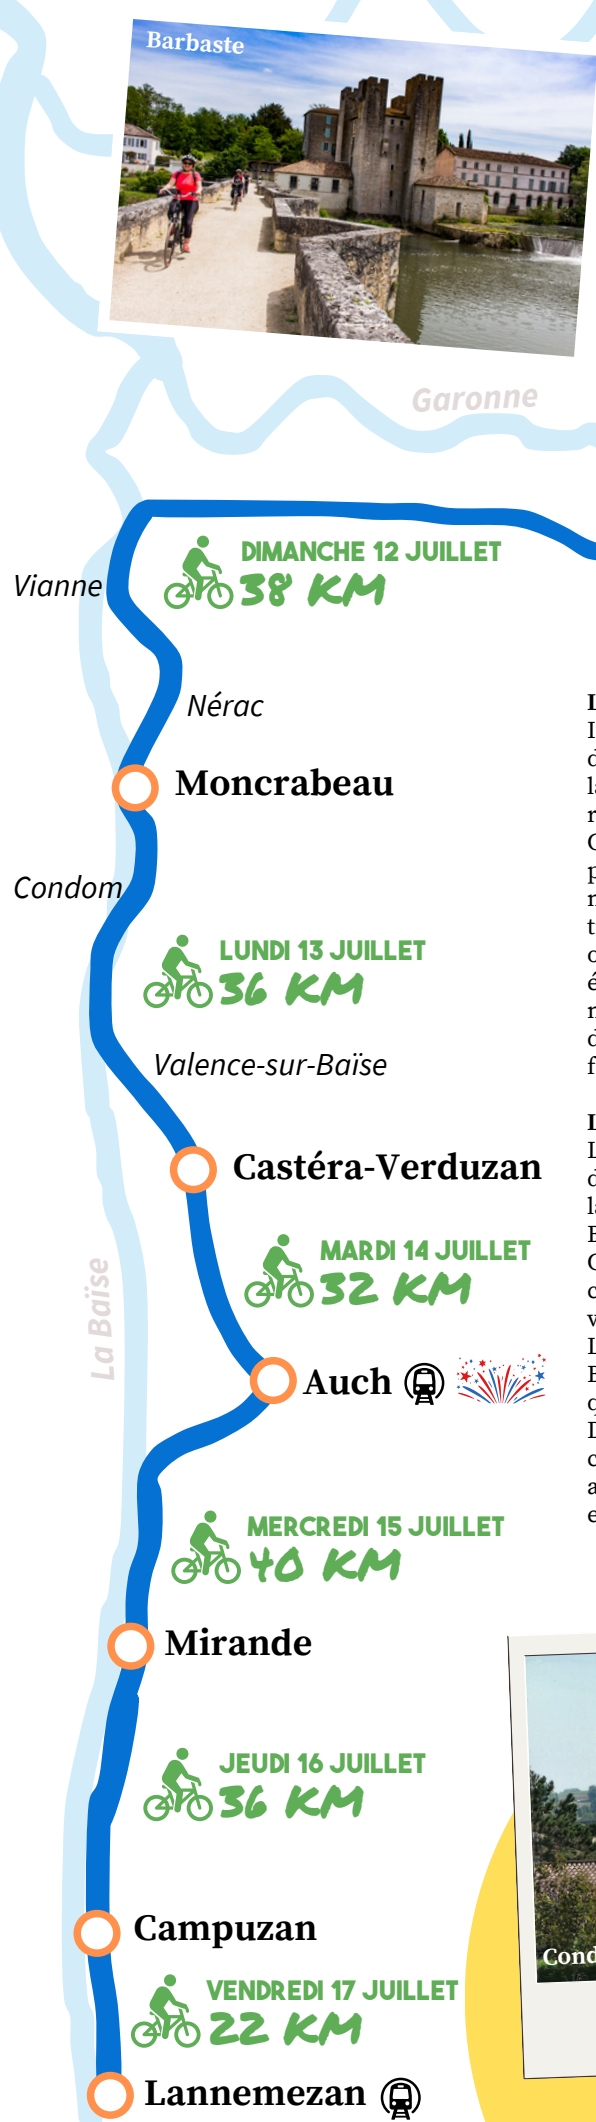 Barbaste
Garonne
DIMANCHE 12 JUILLET
38 KM
Vianne
Nérac
Moncrabeau
Condom
LUNDI 13 JUILLET
36 KM
Valence-sur-Baïse
Castéra-Verduzan
MARDI 14 JUILLET
32 KM
La Baïse
Auch
MERCREDI 15 JUILLET
40 KM
Mirande
JEUDI 16 JUILLET
36 KM
Campuzan
Cond
VENDREDI 17 JUILLET
22 KM
Lannemezan